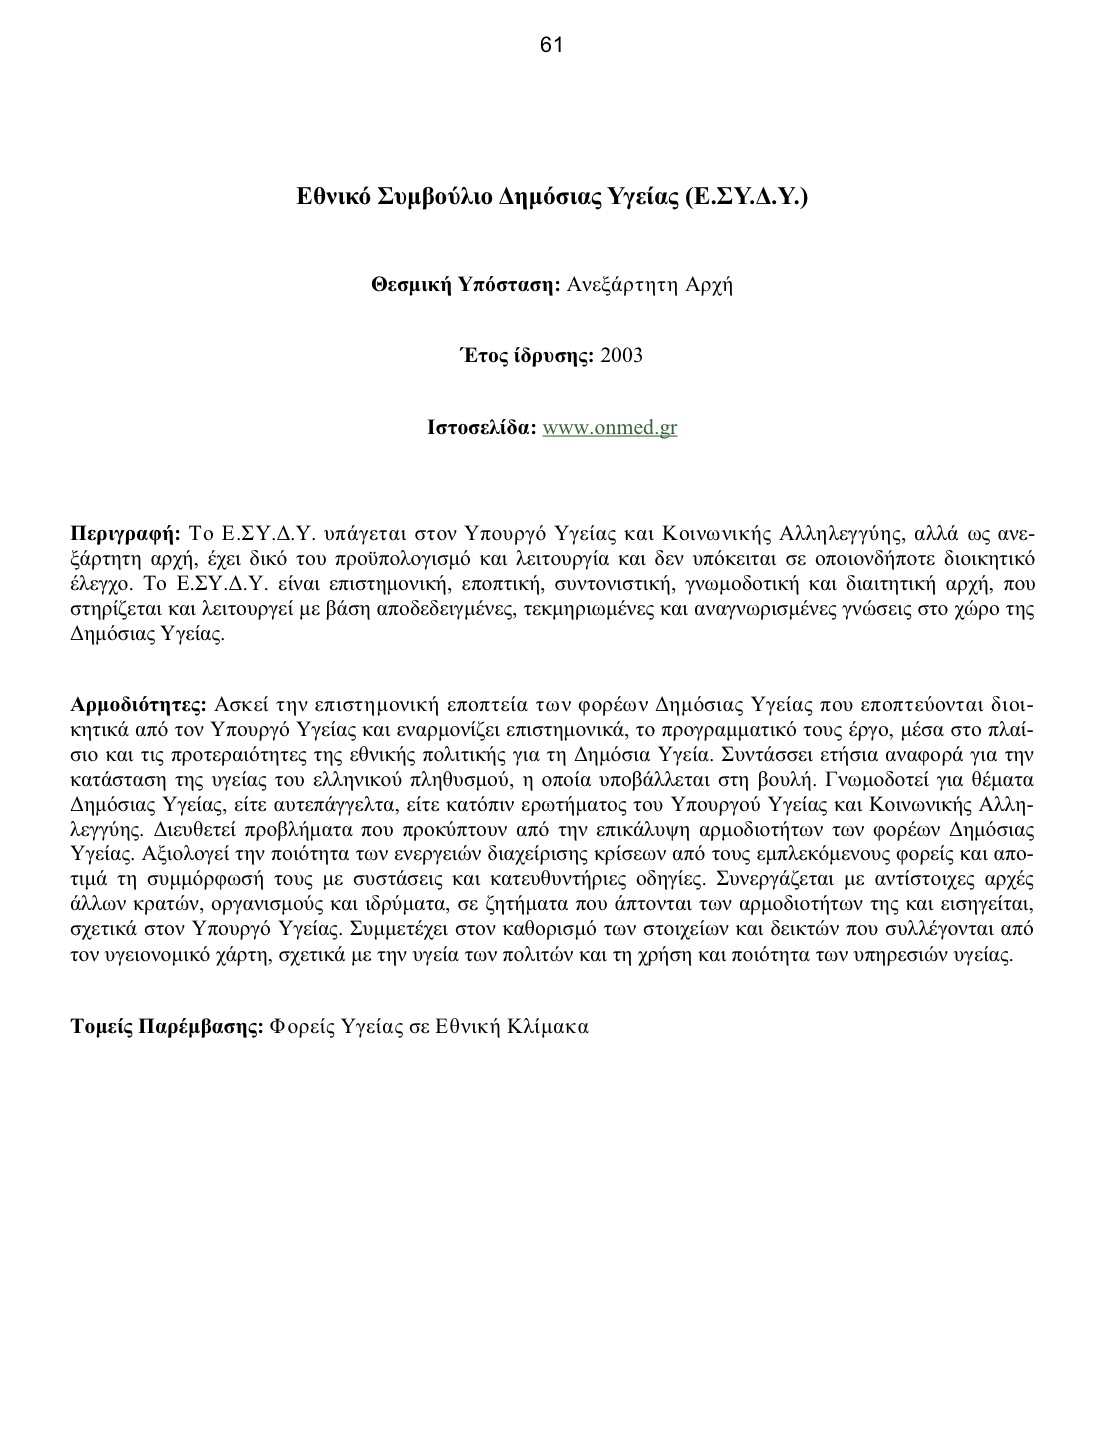 61
Εθνικό Συμβούλιο Δημόσιας Υγείας (Ε.ΣΥ.Δ.Υ.)
Θεσμική Υπόσταση: Ανεξάρτητη Αρχή
Έτος ίδρυσης: 2003
Ιστοσελίδα: www.onmed.gr
Περιγραφή: Το Ε.ΣΥ.Δ.Υ. υπάγεται στον Υπουργό Υγείας και Κοινωνικής Αλληλεγγύης, αλλά ως ανε-
ξάρτητη αρχή, έχει δικό του προϋπολογισμό και λειτουργία και δεν υπόκειται σε οποιονδήποτε διοικητικό
έλεγχο. Το Ε.ΣΥ.Δ.Υ. είναι επιστημονική, εποπτική, συντονιστική, γνωμοδοτική και διαιτητική αρχή, που
στηρίζεται και λειτουργεί με βάση αποδεδειγμένες, τεκμηριωμένες και αναγνωρισμένες γνώσεις στο χώρο της
Δημόσιας Υγείας.
Αρμοδιότητες: Ασκεί την επιστημονική εποπτεία των φορέων Δημόσιας Υγείας που εποπτεύονται διοι-
κητικά από τον Υπουργό Υγείας και εναρμονίζει επιστημονικά, το προγραμματικό τους έργο, μέσα στο πλαί-
σιο και τις προτεραιότητες της εθνικής πολιτικής για τη Δημόσια Υγεία. Συντάσσει ετήσια αναφορά για την
κατάσταση της υγείας του ελληνικού πληθυσμού, η οποία υποβάλλεται στη βουλή. Γνωμοδοτεί για θέματα
Δημόσιας Υγείας, είτε αυτεπάγγελτα, είτε κατόπιν ερωτήματος του Υπουργού Υγείας και Κοινωνικής Αλλη-
λεγγύης. Διευθετεί προβλήματα που προκύπτουν από την επικάλυψη αρμοδιοτήτων των φορέων Δημόσιας
Υγείας. Αξιολογεί την ποιότητα των ενεργειών διαχείρισης κρίσεων από τους εμπλεκόμενους φορείς και απο-
τιμά τη συμμόρφωσή τους με συστάσεις και κατευθυντήριες οδηγίες. Συνεργάζεται με αντίστοιχες αρχές
άλλων κρατών, οργανισμούς και ιδρύματα, σε ζητήματα που άπτονται των αρμοδιοτήτων της και εισηγείται,
σχετικά στον Υπουργό Υγείας. Συμμετέχει στον καθορισμό των στοιχείων και δεικτών που συλλέγονται από
τον υγειονομικό χάρτη, σχετικά με την υγεία των πολιτών και τη χρήση και ποιότητα των υπηρεσιών υγείας.
Τομείς Παρέμβασης: Φορείς Υγείας σε Εθνική Κλίμακα